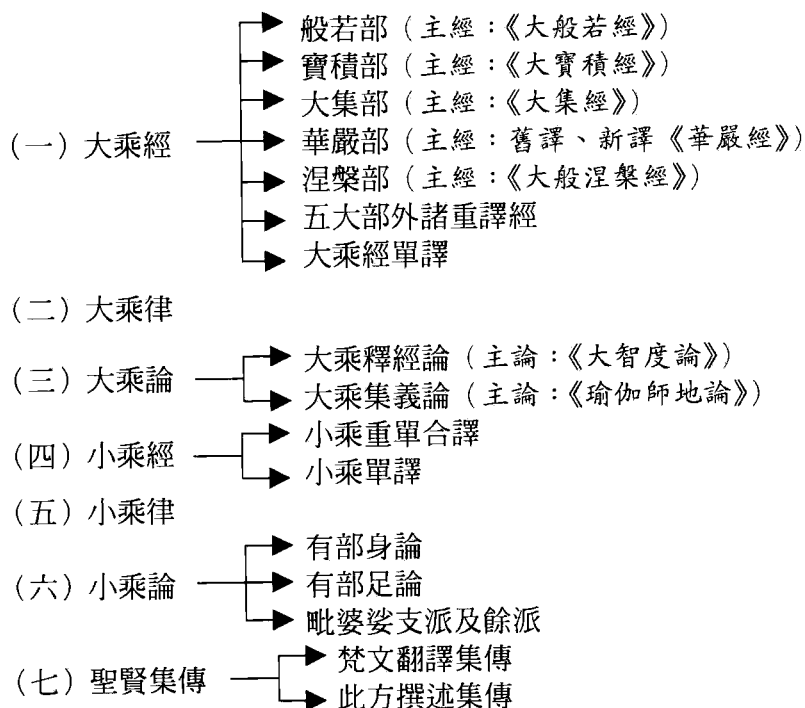 般若部（主經：《大般若經》）
寶積部（主經：《大寶積經》）
大集部（主經：《大集經》）
（一）大乘經
華嚴部（主經：舊譯、新譯《華嚴經》）
涅槃部（主經：《大般涅槃經》）
五大部外諸重譯經
大乘經單譯
（二）大乘律
（三）大乘論
大乘釋經論（主論：《大智度論》）
大乘集義論（主論：《瑜伽師地論》）
（四）小乘經
小乘重單合譯
小乘單譯
（五）小乘律
（六）小乘論
有部身論
有部足論
毗婆娑支派及餘派
（七）聖賢集傳
梵文翻譯集傳
此方撰述集傳